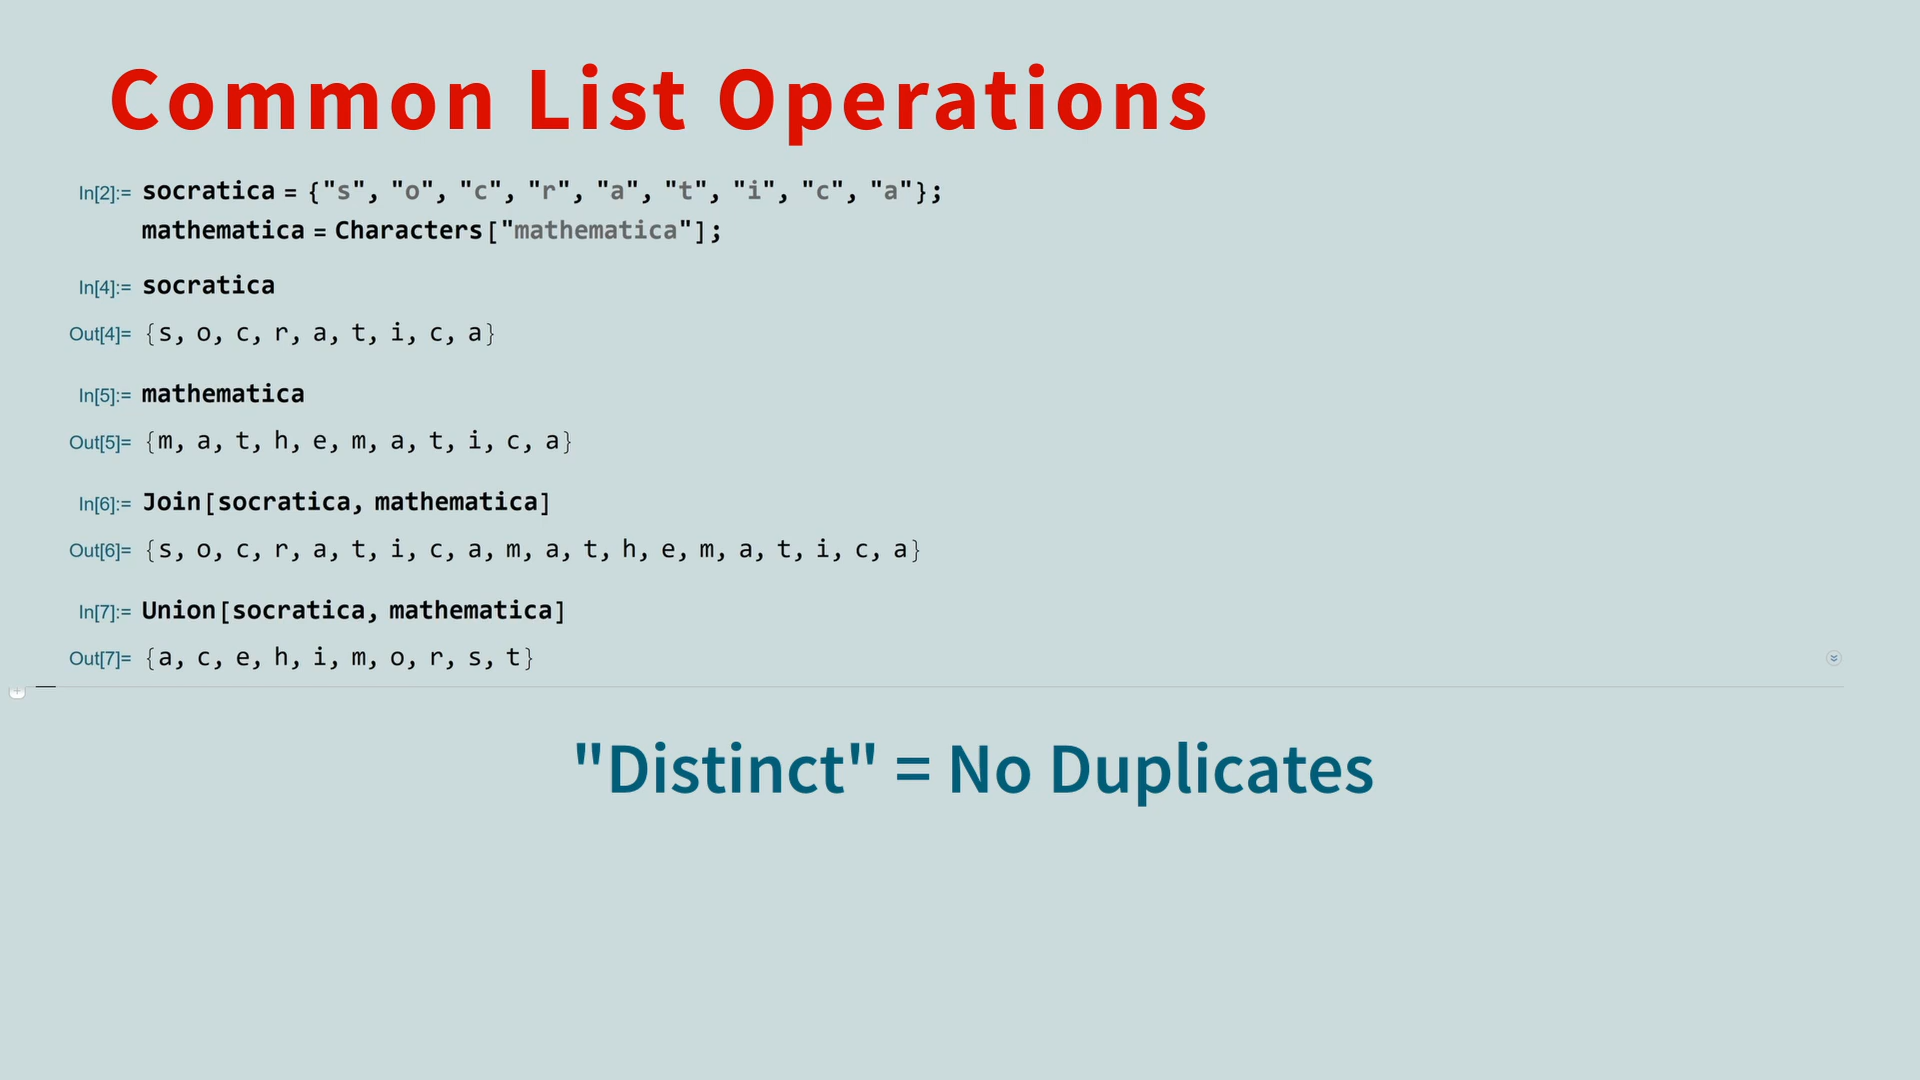 Common List Operations
In[2]:= socratica = {"s", "o", "c", "r", "a", "t", "i", "c", "a"};
mathematica = Characters["mathematica"];
In[4]:= socratica
Out[4]= {s, o, c, r, a, t, i, c, a}
In[5]:= mathematica
Out[5]= {m, a, t, h, e, m, a, t, i, c, a}
In[6]:= Join[socratica, mathematica]
Out[6]= {s, o, c, r, a, t, i, c, a, m, a, t, h, e, m, a, t, i, c, a}
In[7]:= Union[socratica, mathematica]
Out[7]= {a, c, e, h, i, m, o, r, s, t}
"Distinct" = No Duplicates